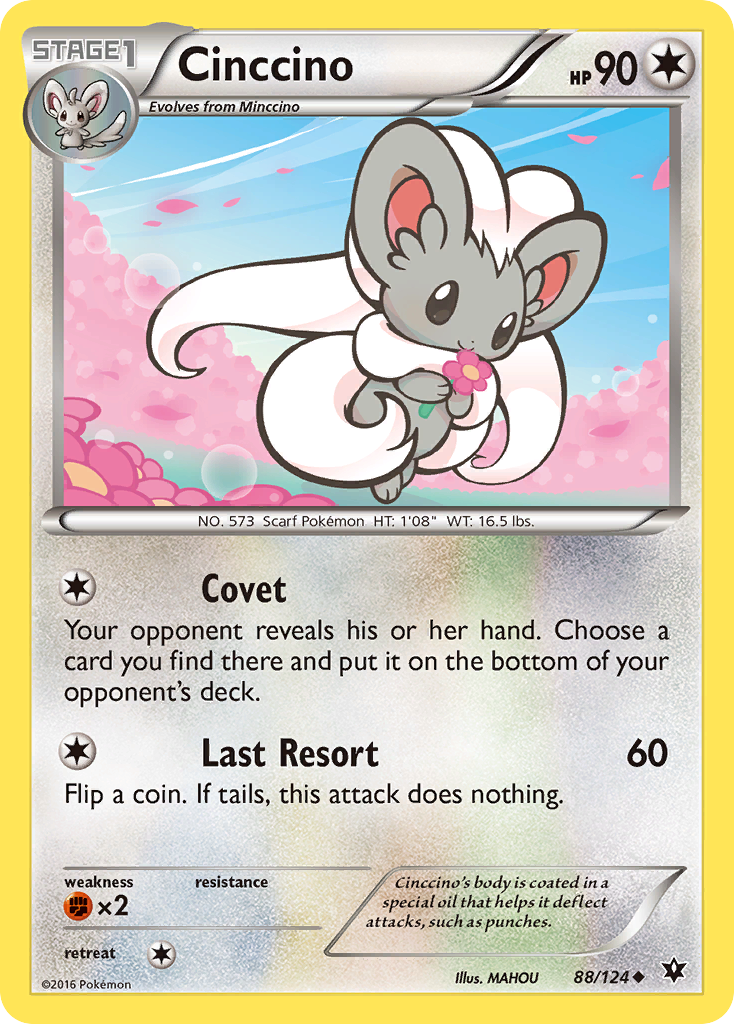 STAGE1
Cinccino
HP 90
Evolves from Minccino
NO. 573 Scarf Pokémon HT: 1'08" WT: 16.5 lbs.
Covet
Your opponent reveals his or her hand. Choose a
card you find there and put it on the bottom of your
opponent's deck.
Last Resort 60
Flip a coin. If tails, this attack does nothing.
weakness resistance
×2
Cinccino's body is coated in a
special oil that helps it deflect
attacks, such as punches.
retreat
©2016 Pokémon
Illus. MAHOU
88/124